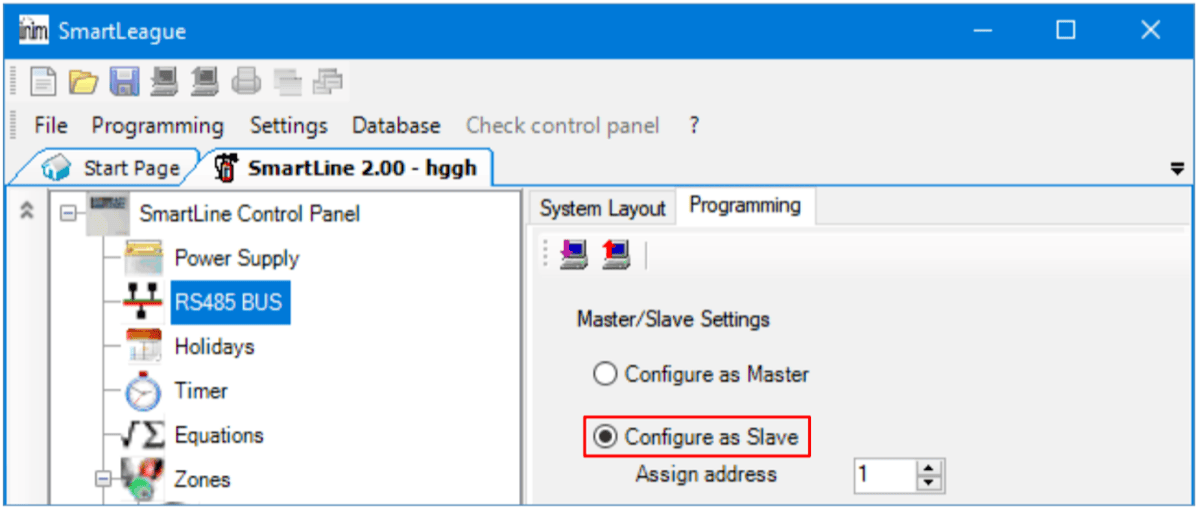 inim SmartLeague
File Programming Settings Database Check control panel ?
Start Page SmartLine 2.00 - hggh
SmartLine Control Panel
Power Supply
RS485 BUS
Holidays
Timer
Equations
Zones
System Layout Programming
Master/Slave Settings
Configure as Master
Configure as Slave
Assign address 1